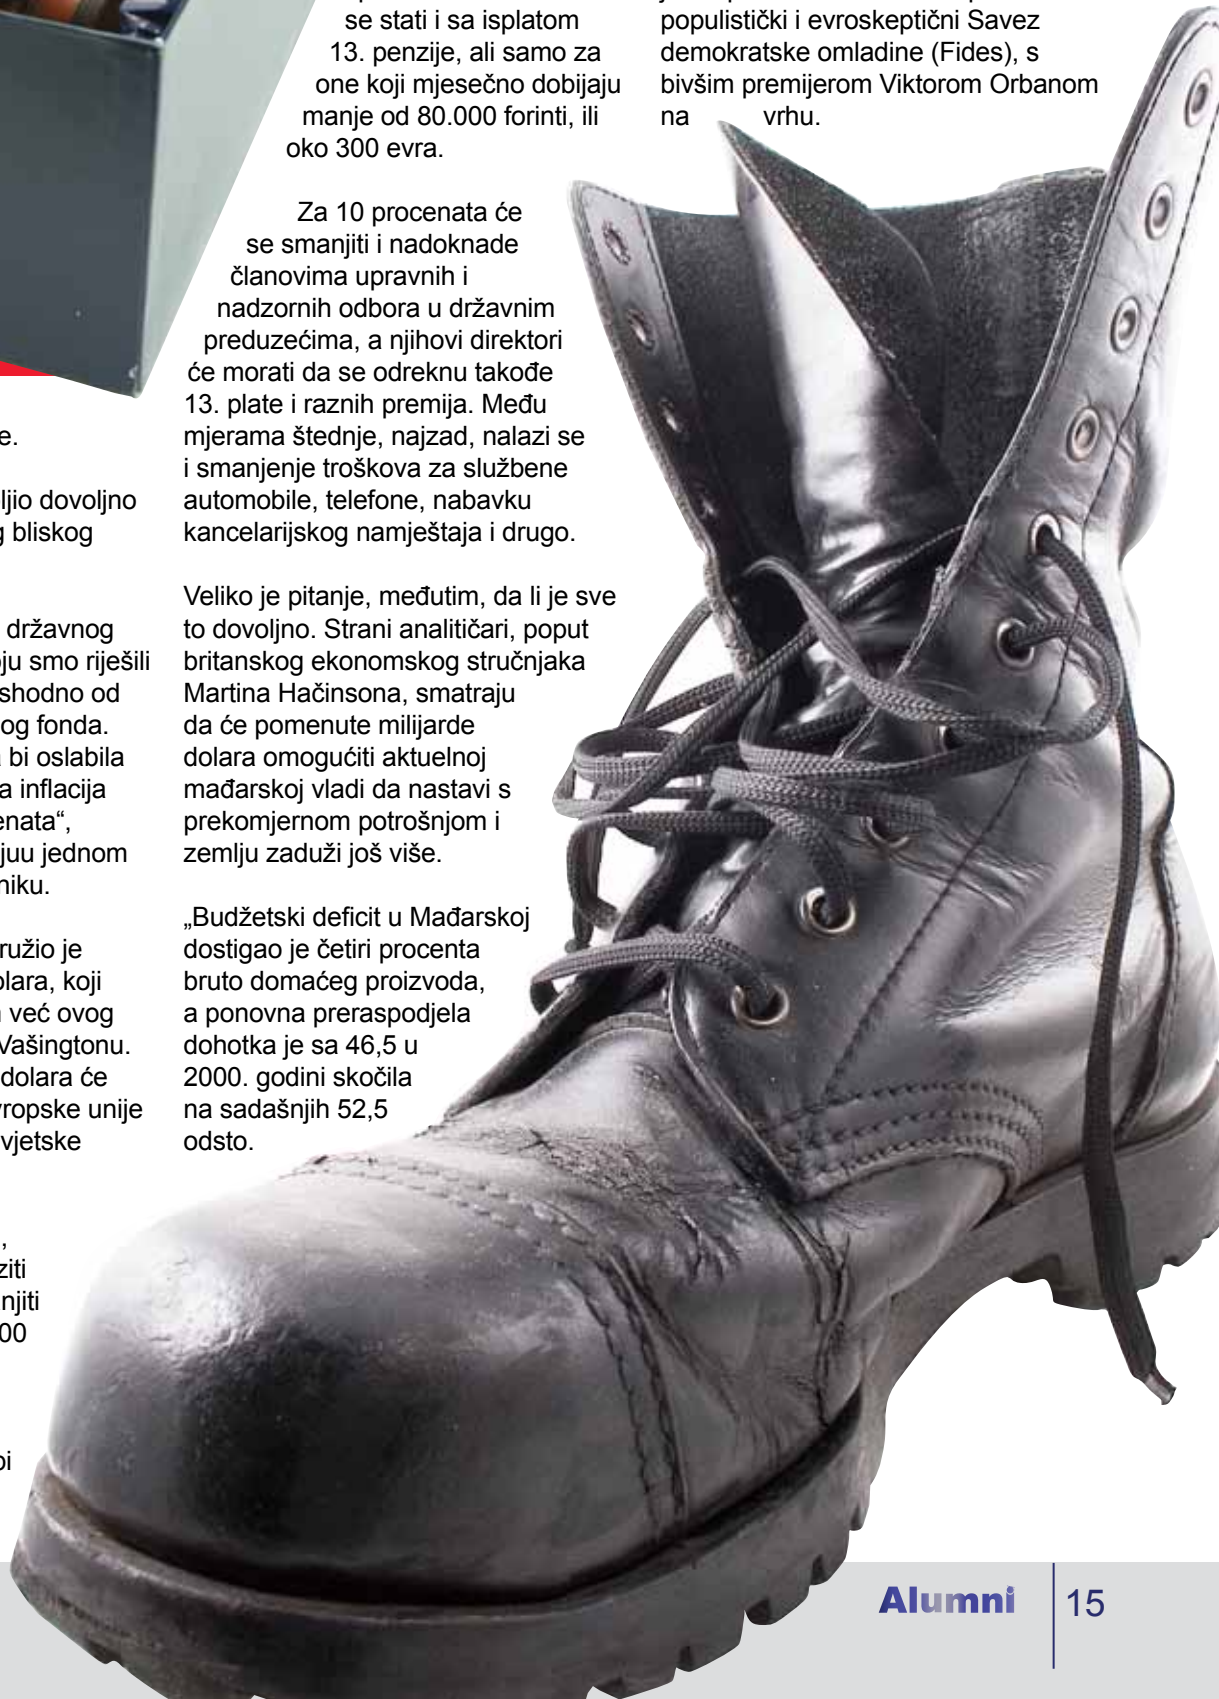 e.
ljio dovoljno
g bliskog
državnog
ju smo riješili
shodno od
og fonda.
bi oslabila
a inflacija
enata“,
juu jednom
niku.
ružio je
olara, koji
već ovog
Vašingtonu.
dolara će
vropske unije
vjetske
,
ziti
njiti
00
bi
se stati i sa isplatom
13. penzije, ali samo za
one koji mjesečno dobijaju
manje od 80.000 forinti, ili
oko 300 evra.
Za 10 procenata će
se smanjiti i nadoknade
članovima upravnih i
nadzornih odbora u državnim
preduzećima, a njihovi direktori
će morati da se odreknu takođe
13. plate i raznih premija. Među
mjerama štednje, najzad, nalazi se
i smanjenje troškova za službene
automobile, telefone, nabavku
kancelarijskog namještaja i drugo.
Veliko je pitanje, međutim, da li je sve
to dovoljno. Strani analitičari, poput
britanskog ekonomskog stručnjaka
Martina Hačinsona, smatraju
da će pomenute milijarde
dolara omogućiti aktuelnoj
mađarskoj vladi da nastavi s
prekomjernom potrošnjom i
zemlju zaduži još više.
„Budžetski deficit u Mađarskoj
dostigao je četiri procenta
bruto domaćeg proizvoda,
a ponovna preraspodjela
dohotka je sa 46,5 u
2000. godini skočila
na sadašnjih 52,5
odsto.
populistički i evroskeptični Savez
demokratske omladine (Fides), s
bivšim premijerom Viktorom Orbanom
na vrhu.
Alumni 15